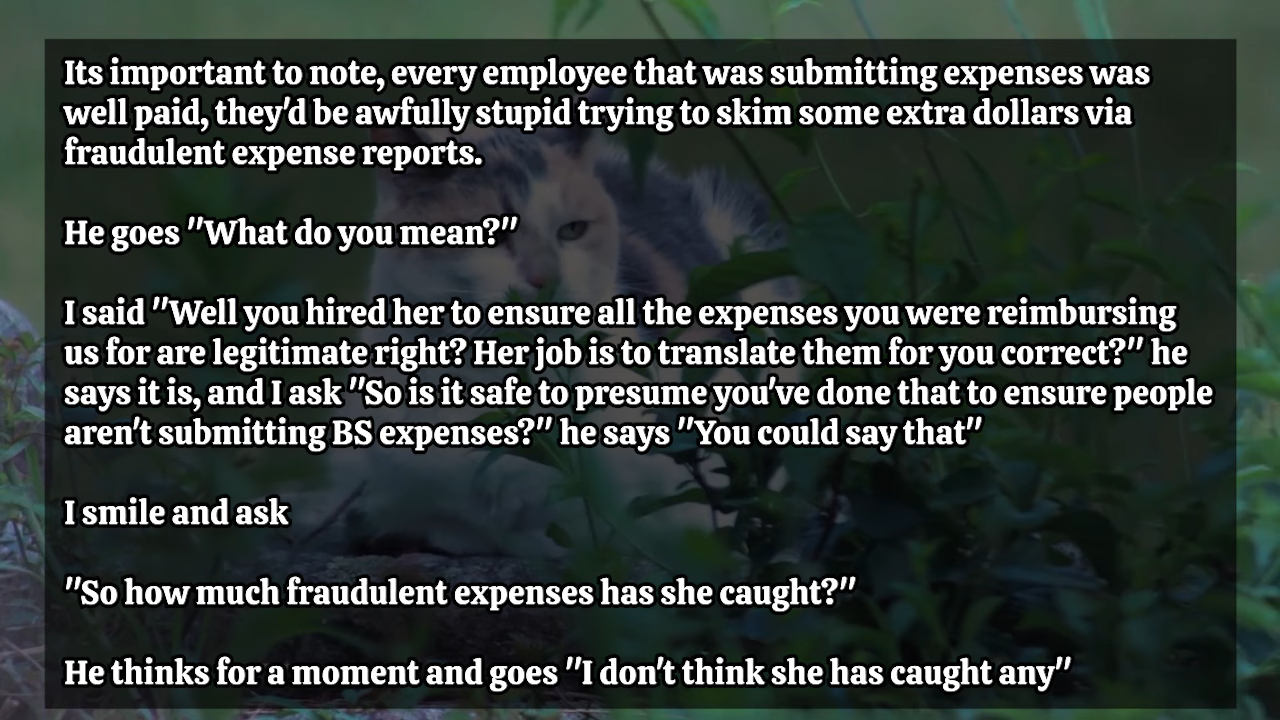 Its important to note, every employee that was submitting expenses was
well paid, they'd be awfully stupid trying to skim some extra dollars via
fraudulent expense reports.
He goes "What do you mean?"
I said "Well you hired her to ensure all the expenses you were reimbursing
us for are legitimate right? Her job is to translate them for you correct?" he
says it is, and I ask "So is it safe to presume you've done that to ensure people
aren't submitting BS expenses?" he says "You could say that"
I smile and ask
"So how much fraudulent expenses has she caught?"
He thinks for a moment and goes "I don't think she has caught any"